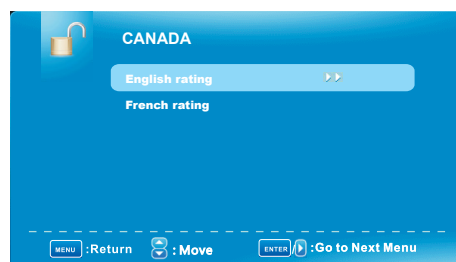 CANADA
English rating
French rating
MENU :Return : Move ENTER / :Go to Next Menu